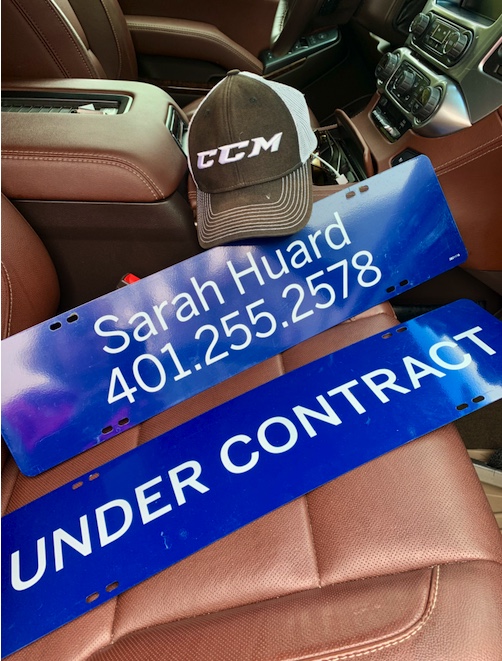 CCM
Sarah Huard
401.255.2578
UNDER CONTRACT